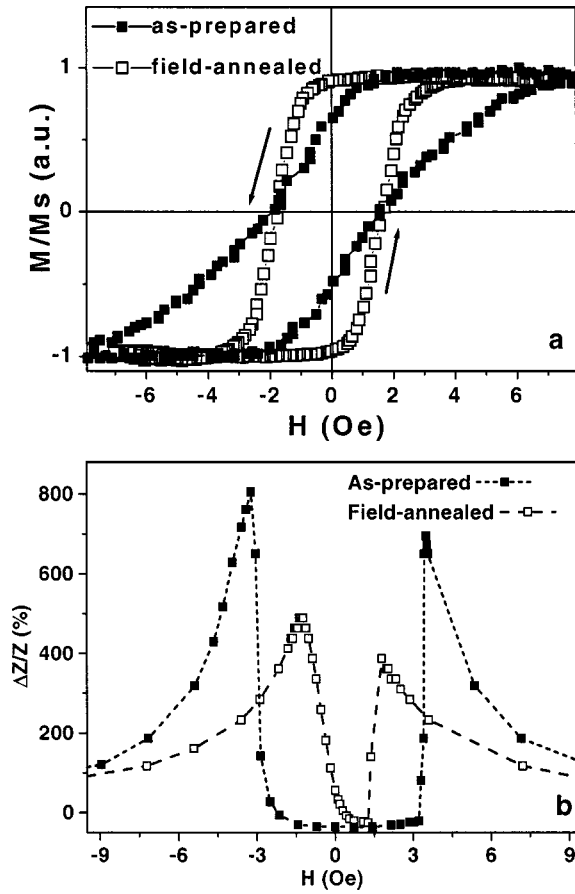 as-prepared
field-annealed
1
0
-1
M/Ms (a.u.)
-6 -4 -2 0 2 4 6
H (Oe)
a
As-prepared
Field-annealed
800
600
400
200
0
ΔZ/Z (%)
-9 -6 -3 0 3 6 9
H (Oe)
b